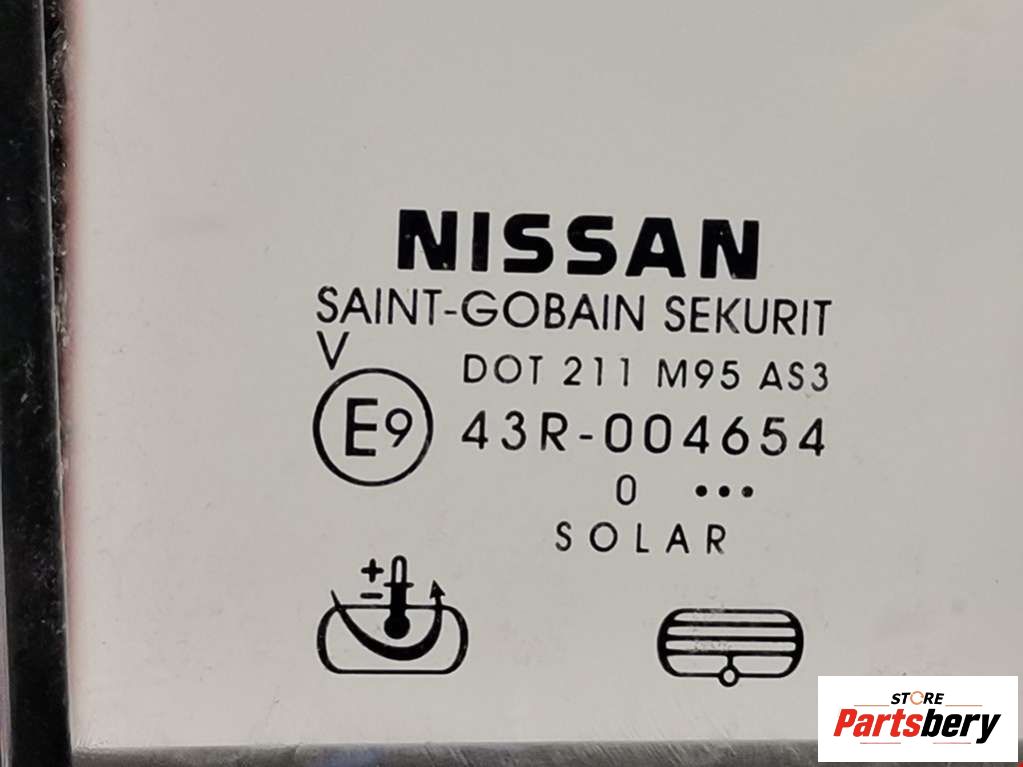 NISSAN
SAINT-GOBAIN SEKURIT
V
DOT 211 M95 AS3
E9 43R-004654
0 •••
SOLAR
+
−
STORE
Partsbery